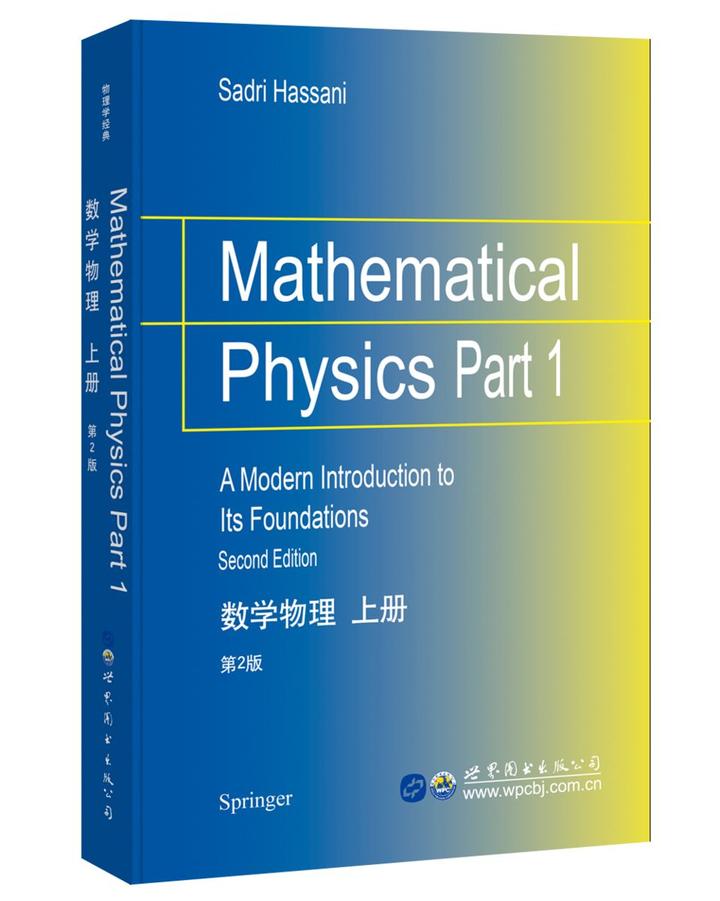 物理学经典
数学物理 上册 第2版
Mathematical Physics Part 1
世界图书出版公司
Sadri Hassani
Mathematical
Physics Part 1
A Modern Introduction to
Its Foundations
Second Edition
数学物理 上册
第2版
Springer
世界图书出版公司
www.wpcbj.com.cn
WPC